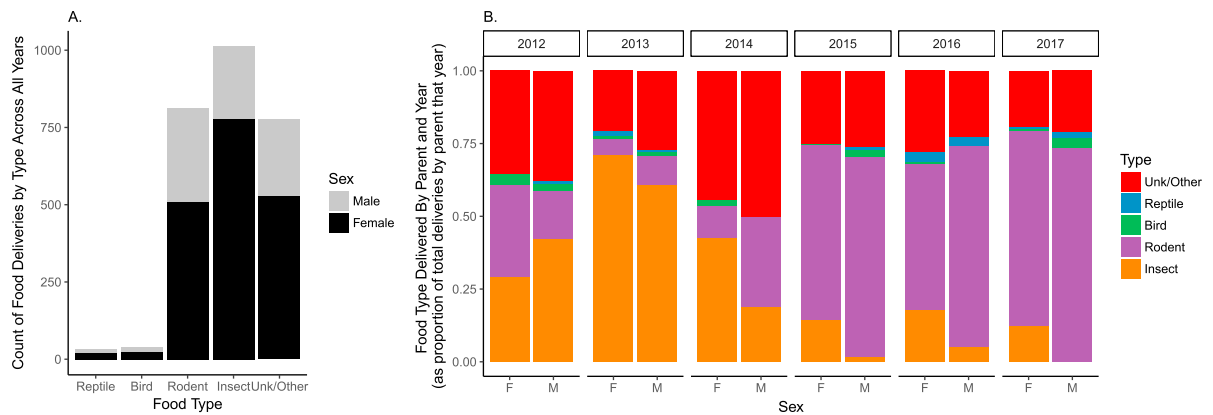 A.
Count of Food Deliveries by Type Across All Years
1000
750
500
250
0
Reptile Bird Rodent Insect Unk/Other
Food Type
Sex
Male
Female
B.
Food Type Delivered By Parent and Year
(as proportion of total deliveries by parent that year)
2012 2013 2014 2015 2016 2017
1.00
0.75
0.50
0.25
0.00
F M F M F M F M F M F M
Sex
Type
Unk/Other
Reptile
Bird
Rodent
Insect